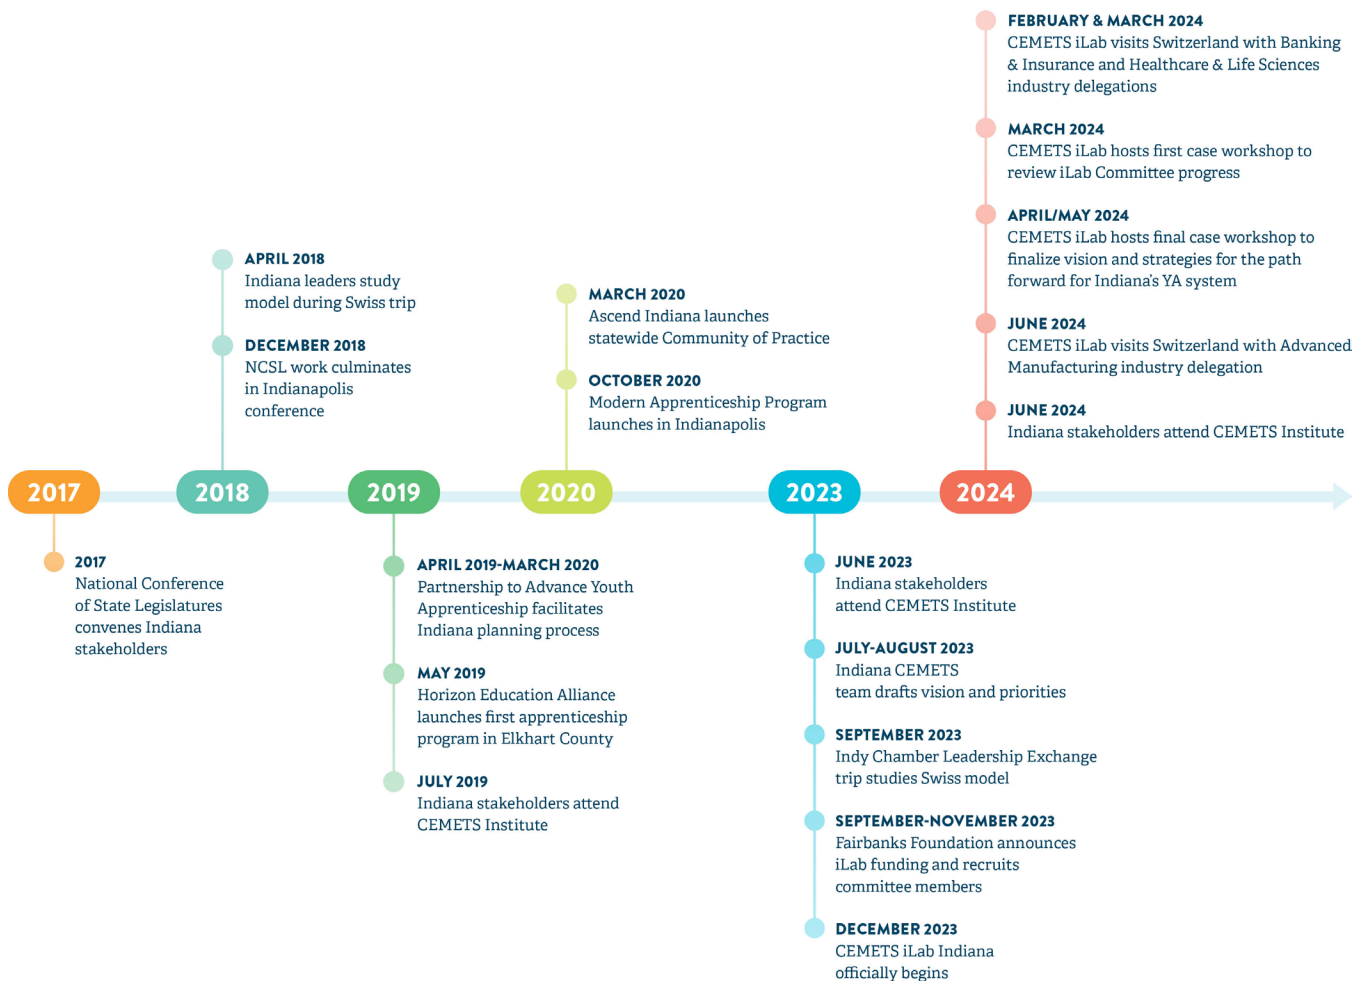 2017
2017
National Conference
of State Legislatures
convenes Indiana
stakeholders
APRIL 2018
Indiana leaders study
model during Swiss trip
DECEMBER 2018
NCSL work culminates
in Indianapolis
conference
2018
2019
APRIL 2019-MARCH 2020
Partnership to Advance Youth
Apprenticeship facilitates
Indiana planning process
MAY 2019
Horizon Education Alliance
launches first apprenticeship
program in Elkhart County
JULY 2019
Indiana stakeholders attend
CEMETS Institute
MARCH 2020
Ascend Indiana launches
statewide Community of Practice
OCTOBER 2020
Modern Apprenticeship Program
launches in Indianapolis
2020
2023
JUNE 2023
Indiana stakeholders
attend CEMETS Institute
JULY-AUGUST 2023
Indiana CEMETS
team drafts vision and priorities
SEPTEMBER 2023
Indy Chamber Leadership Exchange
trip studies Swiss model
SEPTEMBER-NOVEMBER 2023
Fairbanks Foundation announces
iLab funding and recruits
committee members
DECEMBER 2023
CEMETS iLab Indiana
officially begins
FEBRUARY & MARCH 2024
CEMETS iLab visits Switzerland with Banking
& Insurance and Healthcare & Life Sciences
industry delegations
MARCH 2024
CEMETS iLab hosts first case workshop to
review iLab Committee progress
APRIL/MAY 2024
CEMETS iLab hosts final case workshop to
finalize vision and strategies for the path
forward for Indiana's YA system
JUNE 2024
CEMETS iLab visits Switzerland with Advanced
Manufacturing industry delegation
JUNE 2024
Indiana stakeholders attend CEMETS Institute
2024